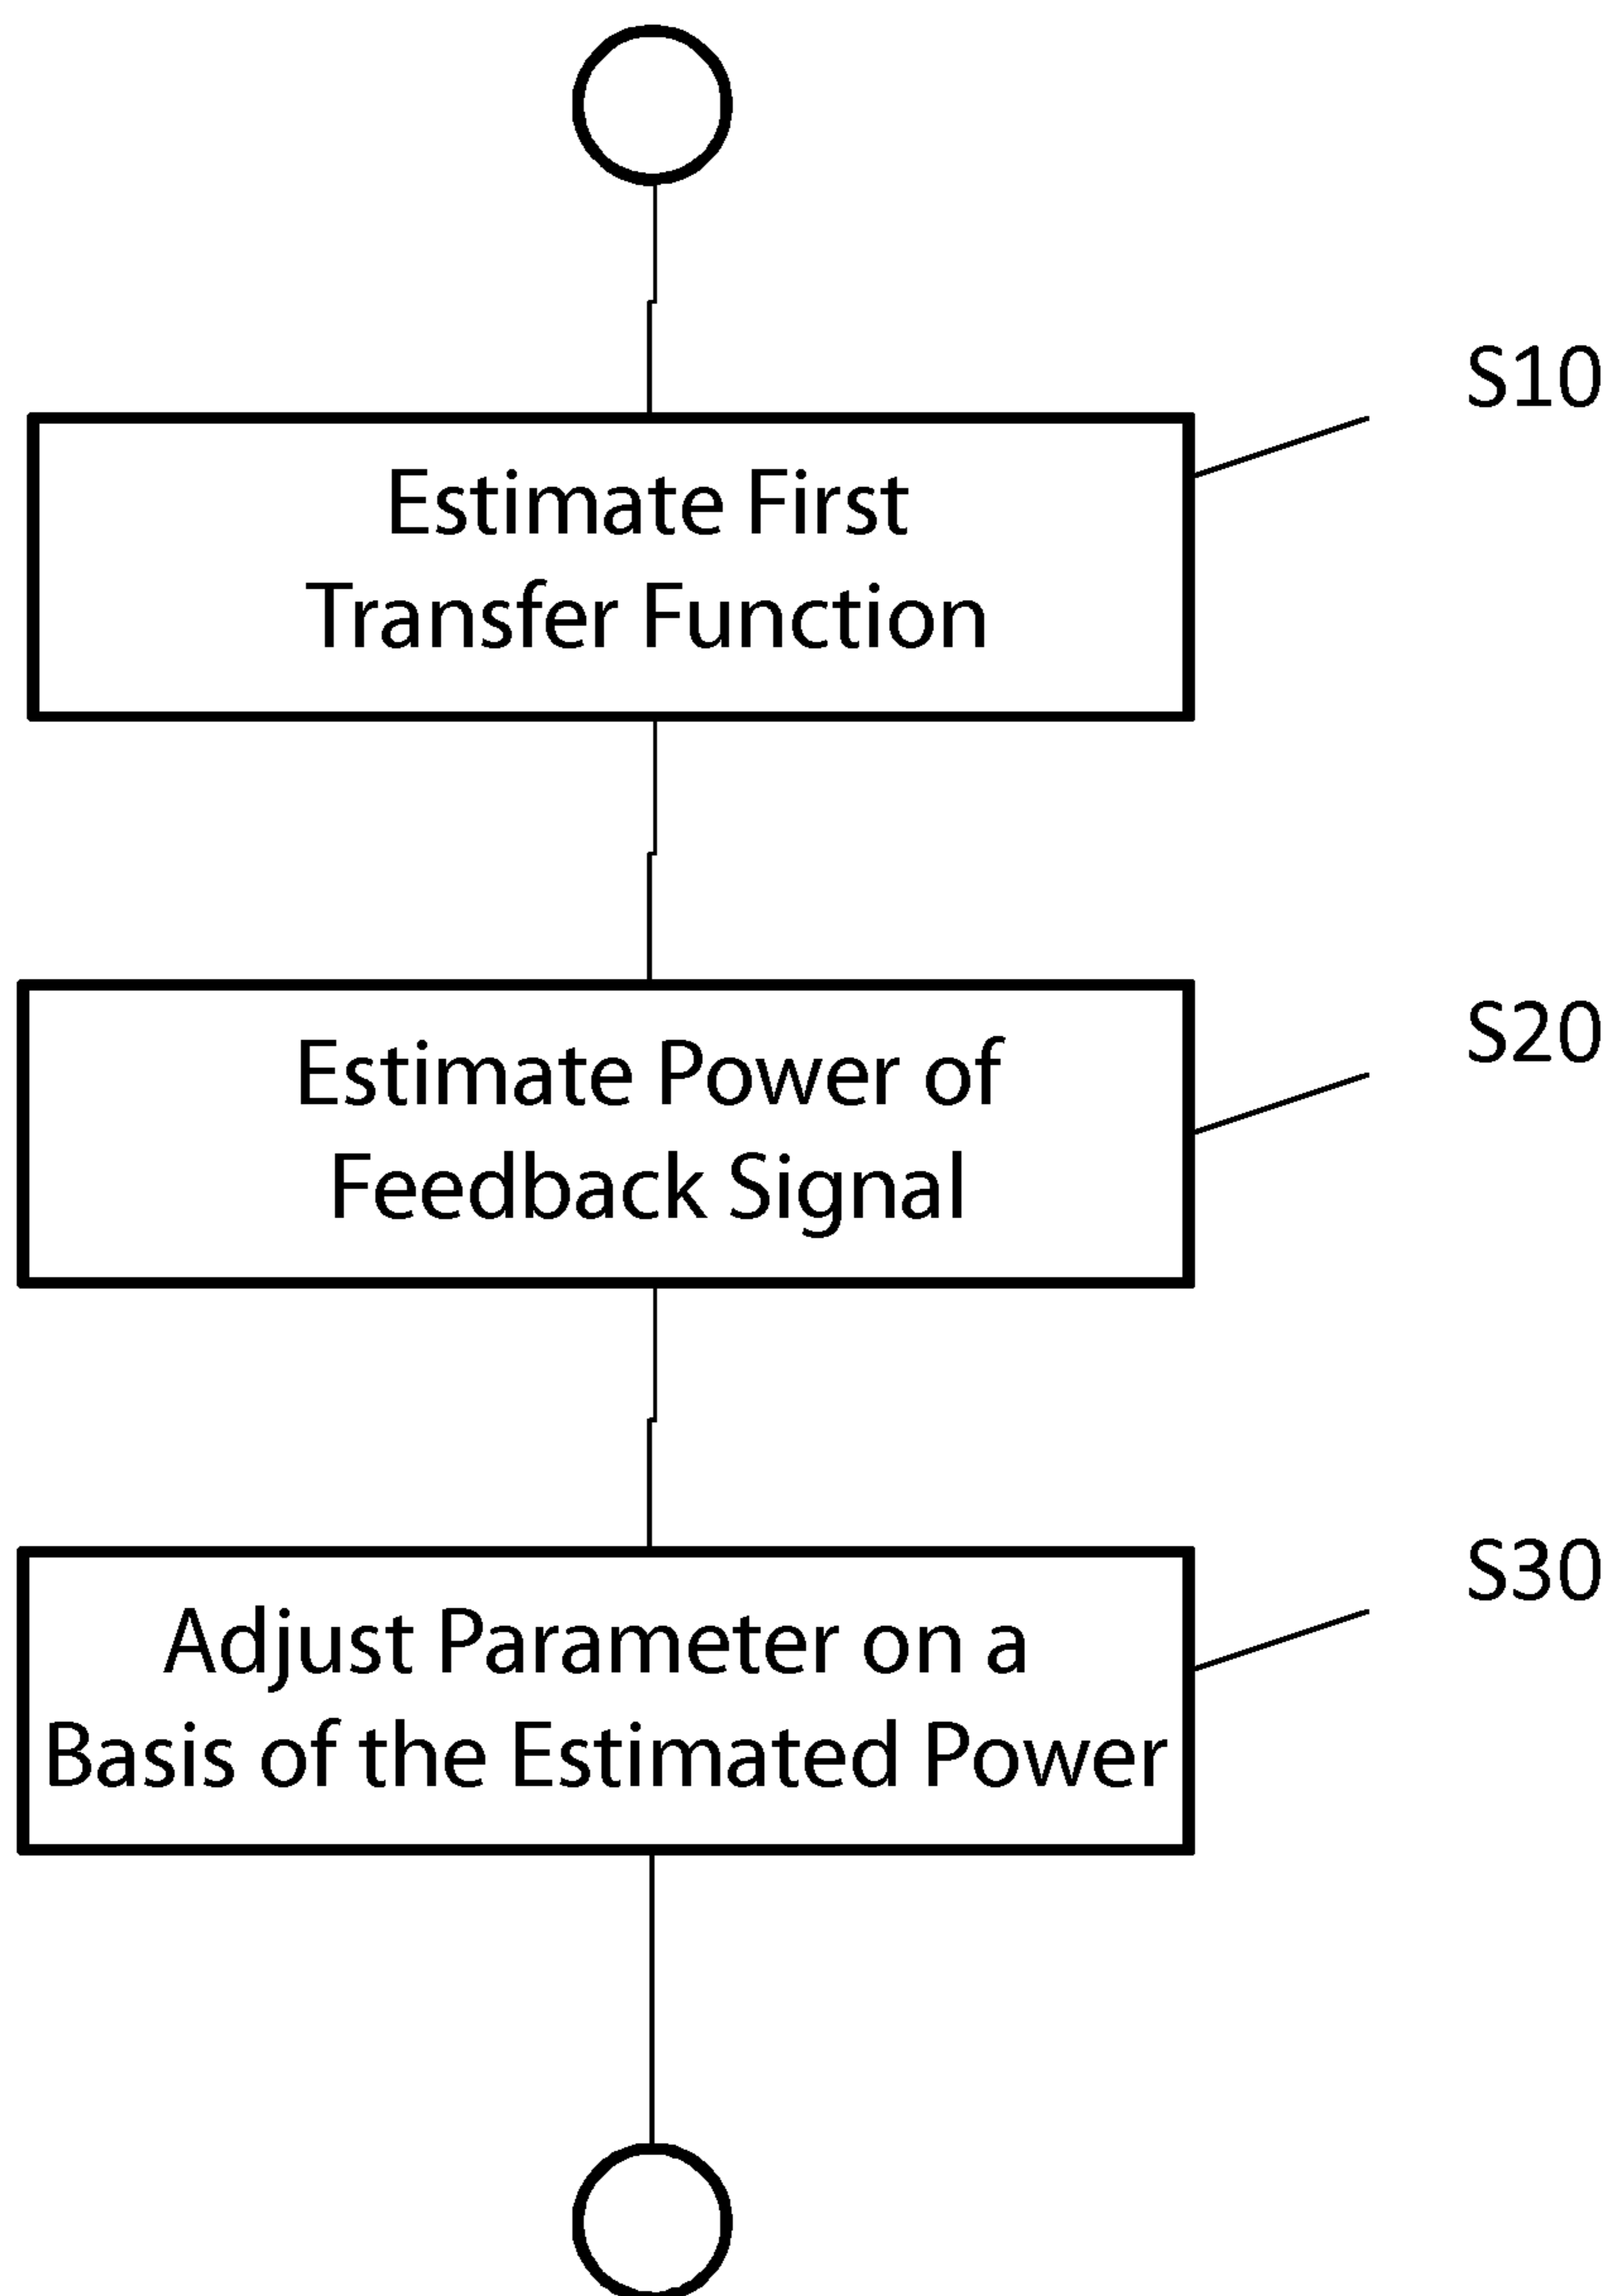 S10
Estimate First
Transfer Function
S20
Estimate Power of
Feedback Signal
S30
Adjust Parameter on a
Basis of the Estimated Power